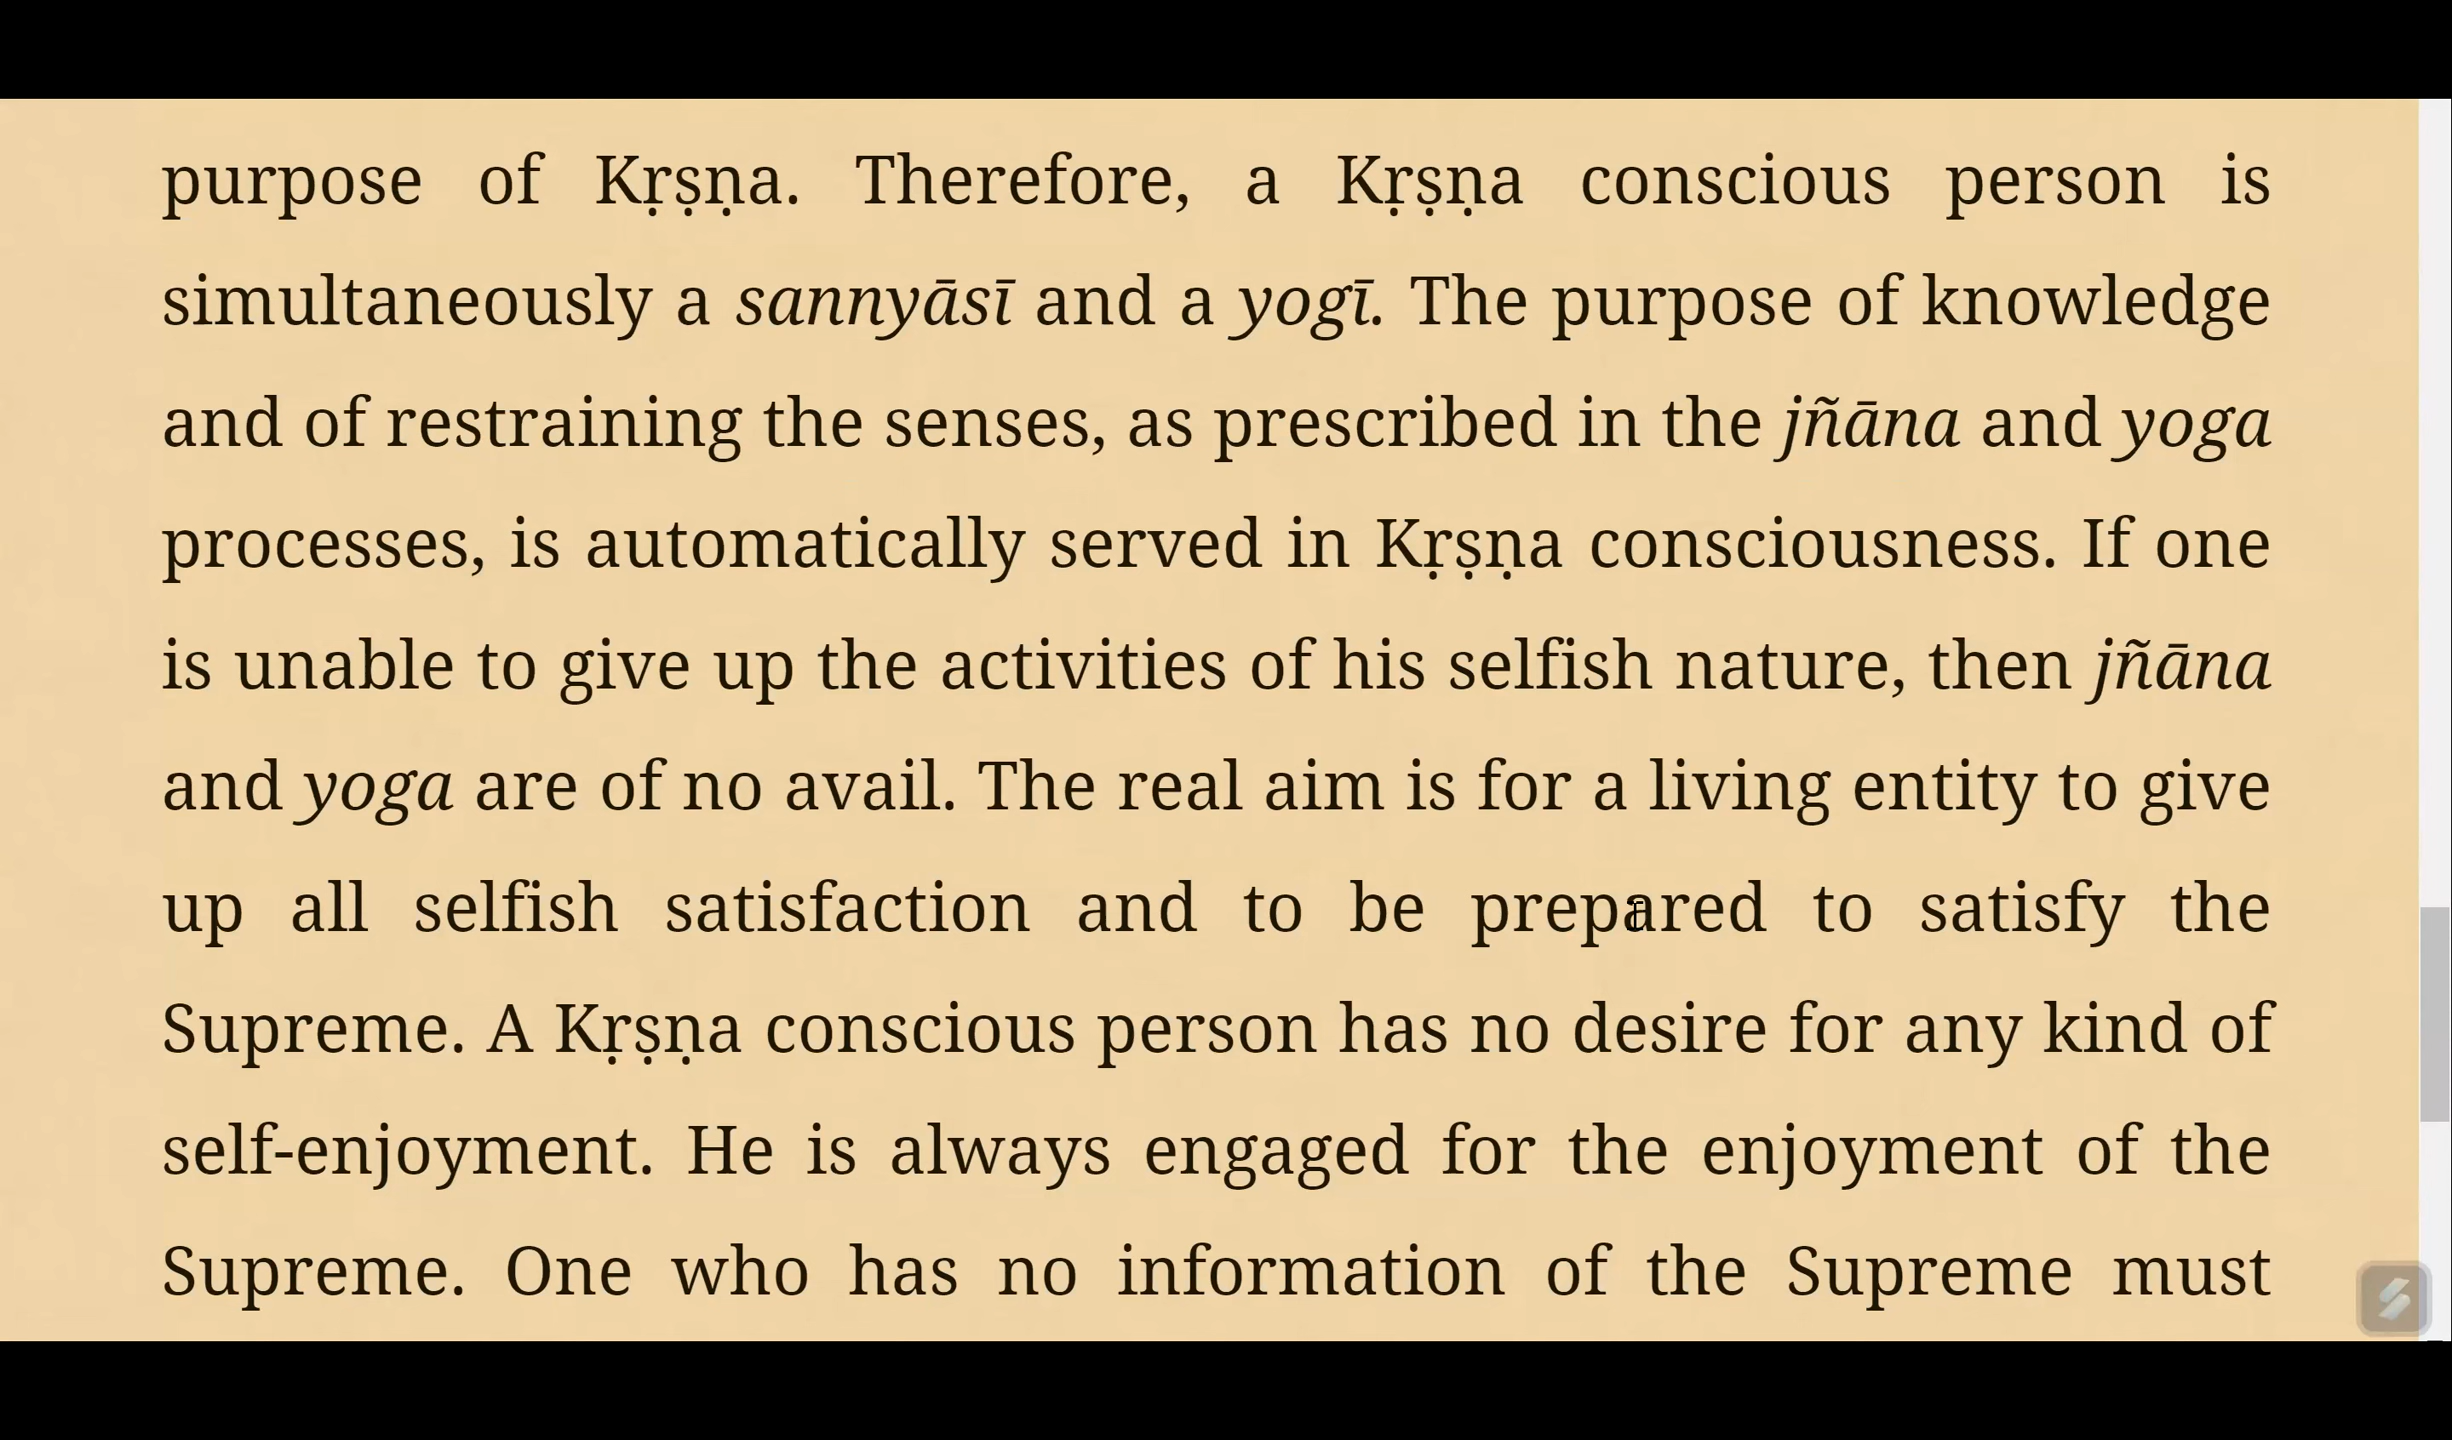 purpose of Kṛṣṇa. Therefore, a Kṛṣṇa conscious person is
simultaneously a sannyāsī and a yogī. The purpose of knowledge
and of restraining the senses, as prescribed in the jñāna and yoga
processes, is automatically served in Kṛṣṇa consciousness. If one
is unable to give up the activities of his selfish nature, then jñāna
and yoga are of no avail. The real aim is for a living entity to give
up all selfish satisfaction and to be prepared to satisfy the
Supreme. A Kṛṣṇa conscious person has no desire for any kind of
self-enjoyment. He is always engaged for the enjoyment of the
Supreme. One who has no information of the Supreme must